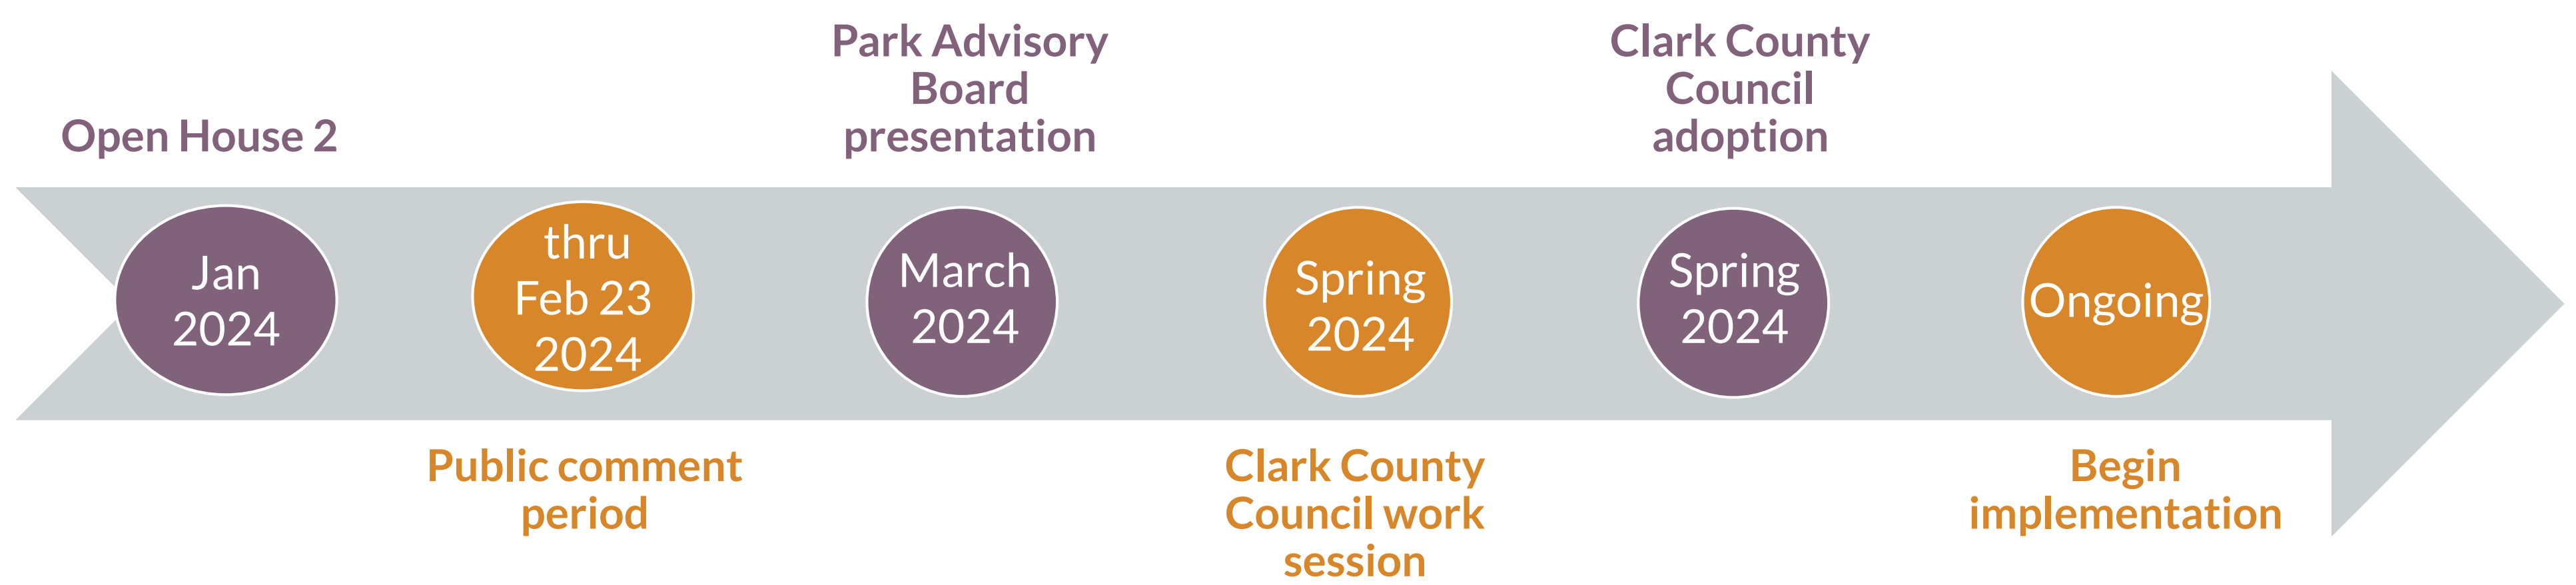 Open House 2
Jan
2024
thru
Feb 23
2024
Public comment
period
Park Advisory
Board
presentation
March
2024
Spring
2024
Clark County
Council work
session
Clark County
Council
adoption
Spring
2024
Ongoing
Begin
implementation